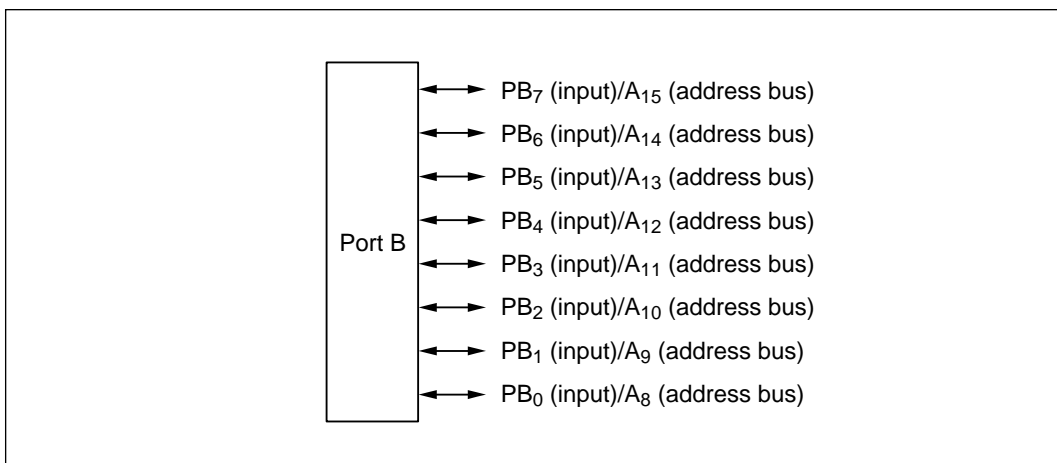 PB7 (input)/A15 (address bus)
PB6 (input)/A14 (address bus)
PB5 (input)/A13 (address bus)
PB4 (input)/A12 (address bus)
Port B
PB3 (input)/A11 (address bus)
PB2 (input)/A10 (address bus)
PB1 (input)/A9 (address bus)
PB0 (input)/A8 (address bus)